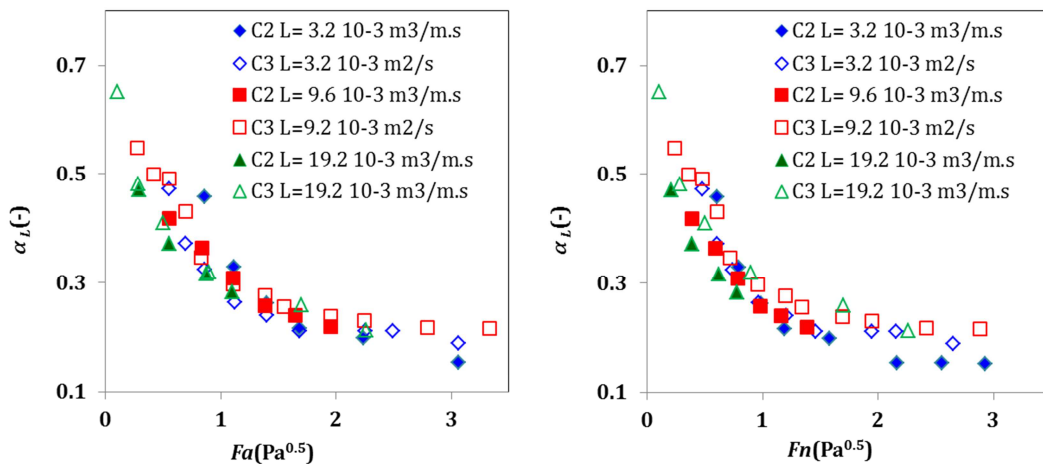 C2 L= 3.2 10-3 m3/m.s
C3 L=3.2 10-3 m2/s
C2 L= 9.6 10-3 m3/m.s
C3 L=9.2 10-3 m2/s
C2 L= 19.2 10-3 m3/m.s
C3 L=19.2 10-3 m3/m.s
0.7
0.5
0.3
0.1
α L(-)
0 1 2 3
Fa(Pa0.5)
C2 L= 3.2 10-3 m3/m.s
C3 L=3.2 10-3 m2/s
C2 L= 9.6 10-3 m3/m.s
C3 L=9.2 10-3 m2/s
C2 L= 19.2 10-3 m3/m.s
C3 L=19.2 10-3 m3/m.s
0.7
0.5
0.3
0.1
α L(-)
0 1 2 3
Fn(Pa0.5)